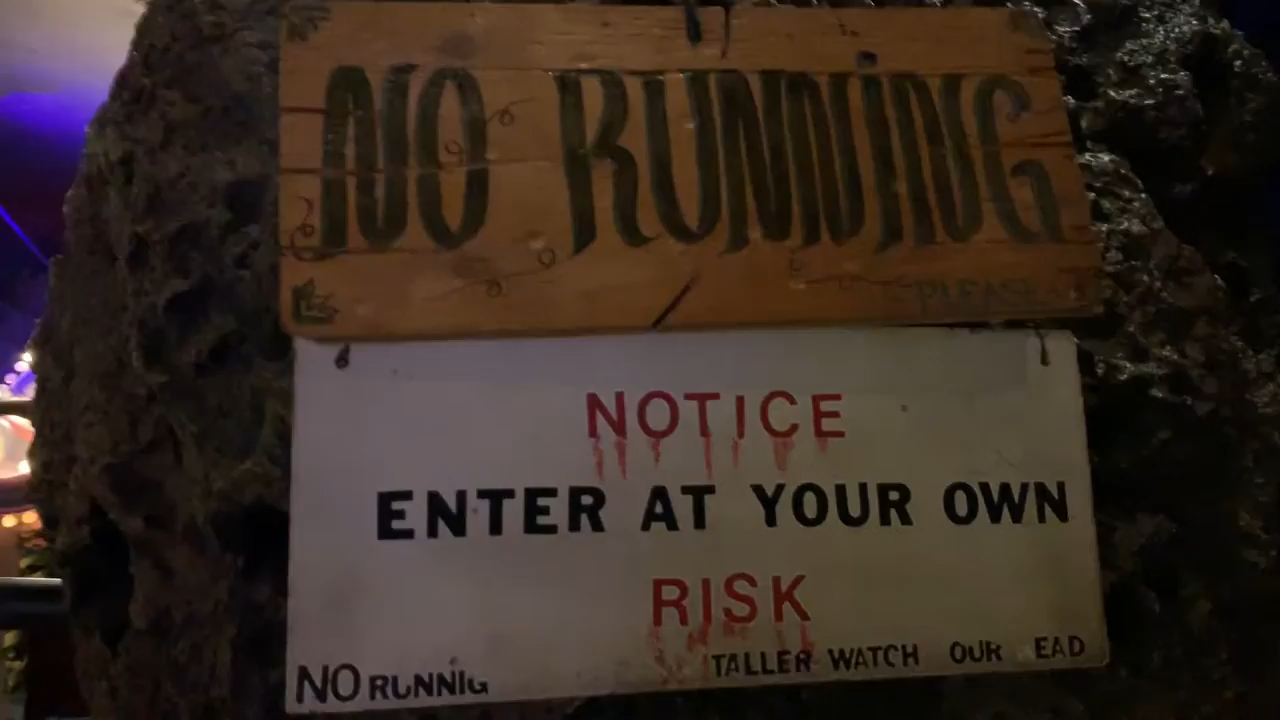 NO RUNNiNG
PLEASE
NOTICE
ENTER AT YOUR OWN
RISK
TALLER WATCH OUR EAD
NO RUNNIG